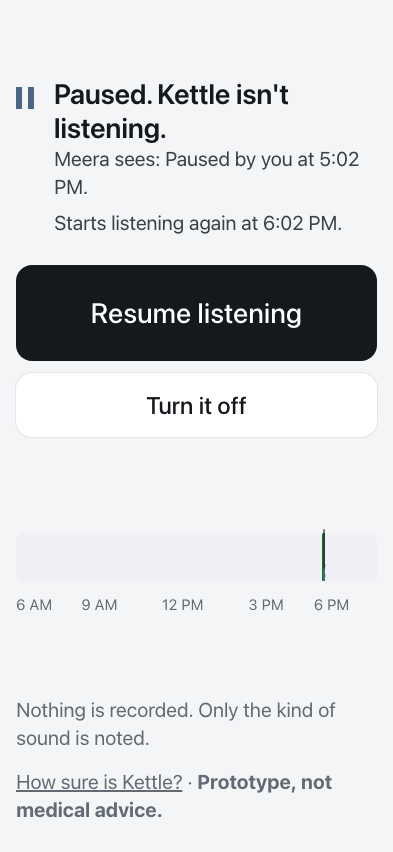 Paused. Kettle isn't
listening.
Meera sees: Paused by you at 5:02
PM.
Starts listening again at 6:02 PM.
Resume listening
Turn it off
6 AM 9 AM 12 PM 3 PM 6 PM
Nothing is recorded. Only the kind of
sound is noted.
How sure is Kettle? · Prototype, not
medical advice.